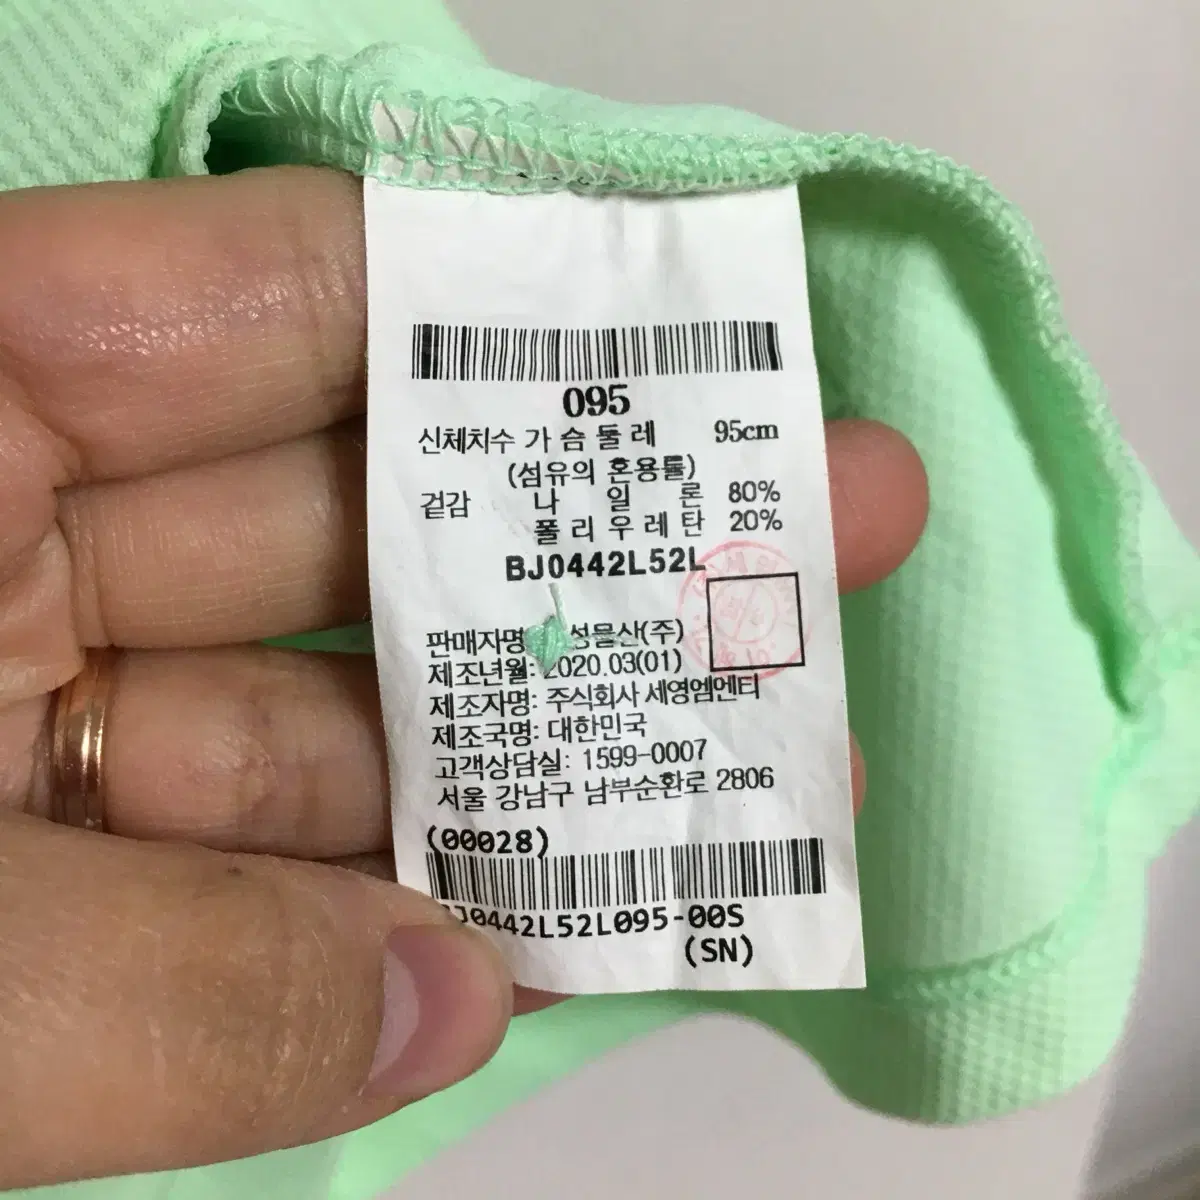 095
신체치수 가 슴 둘 레 95cm
(섬유의 혼용률)
겉감 나 일 론 80%
폴 리 우 레 탄 20%
BJ0442L52L
판매자명 성물산(주)
제조년월: 2020.03(01)
제조자명: 주식회사 세영엠엔티
제조국명: 대한민국
고객상담실: 1599-0007
서울 강남구 남부순환로 2806
(00028)
J0442L52L095-00S
(SN)